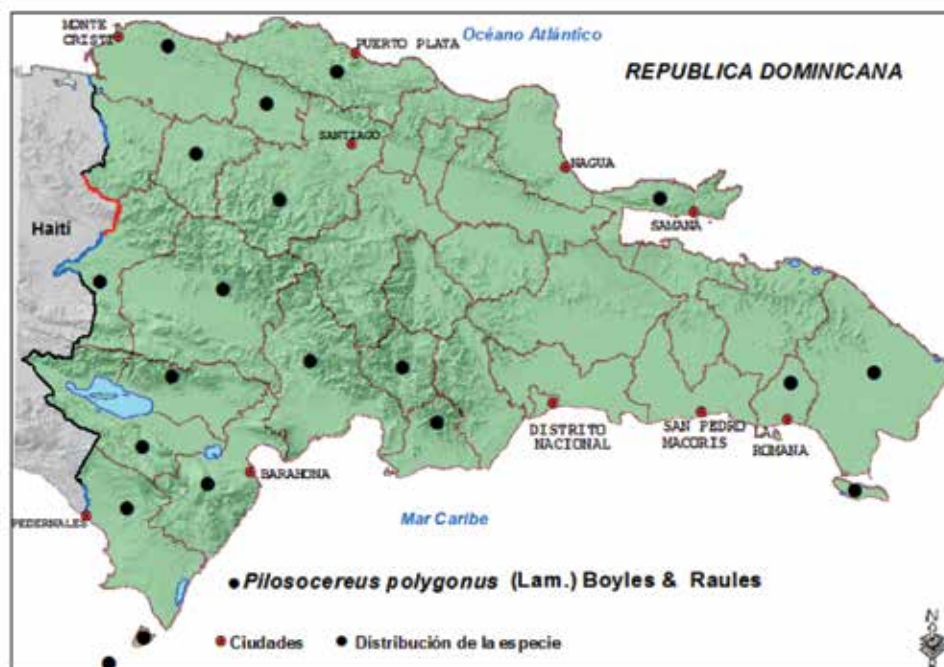 MONTE
CRISTI
PUERTO PLATA
Océano Atlántico
REPUBLICA DOMINICANA
SANTIAGO
NAGUA
SAMANA
Haití
DISTRITO
NACIONAL
SAN PEDRO
MACORIS
LA
ROMANA
BARAHONA
PEDERNALES
Mar Caribe
Pilosocereus polygonus (Lam.) Boyles & Raules
Ciudades
Distribución de la especie
N